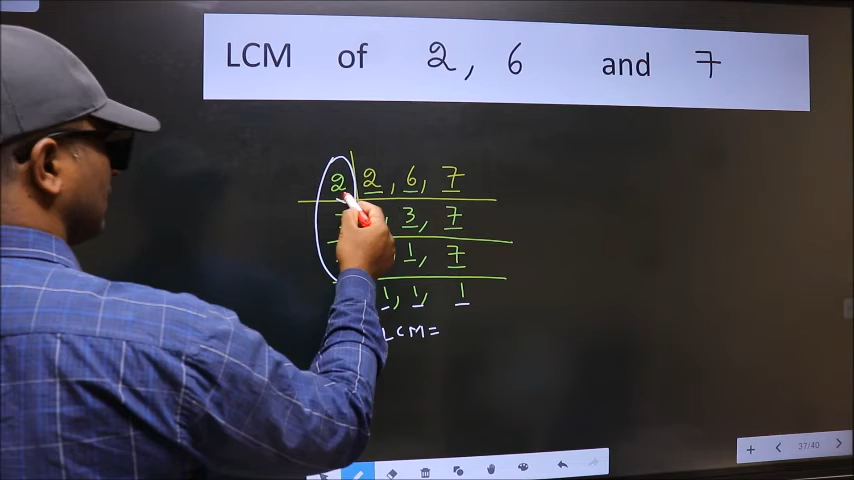 LCM of 2, 6 and 7
2 | 2, 6, 7
, 3, 7
, 1, 7
1, 1, 1
LCM =
37/40